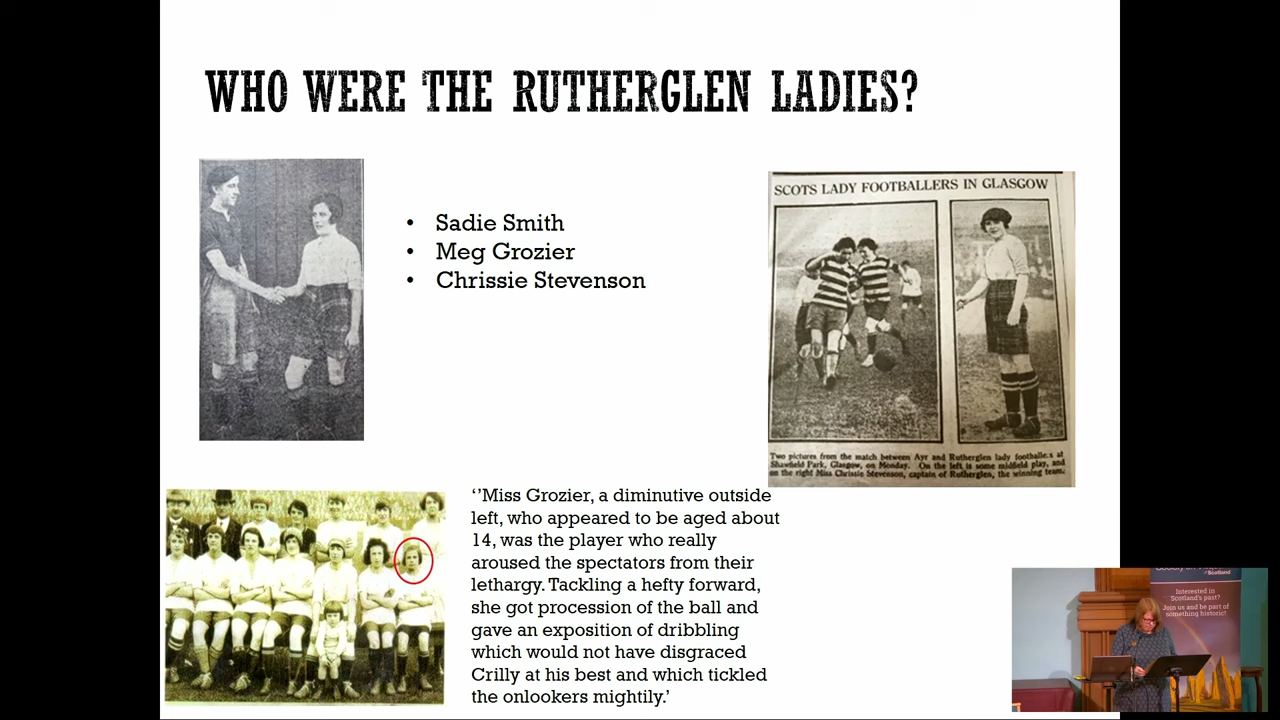 WHO WERE THE RUTHERGLEN LADIES?
• Sadie Smith
• Meg Grozier
• Chrissie Stevenson
SCOTS LADY FOOTBALLERS IN GLASGOW
Two pictures from the match between Ayr and Rutherglen lady footballers at
Shawfield Park, Glasgow, on Monday. On the left is some midfield play, and
on the right Miss Chrissie Stevenson, captain of Rutherglen, the winning team.
‘’Miss Grozier, a diminutive outside
left, who appeared to be aged about
14, was the player who really
aroused the spectators from their
lethargy. Tackling a hefty forward,
she got procession of the ball and
gave an exposition of dribbling
which would not have disgraced
Crilly at his best and which tickled
the onlookers mightily.’
of Scotland
Interested in
Scotland's past?
Join us and be part of
something historic!